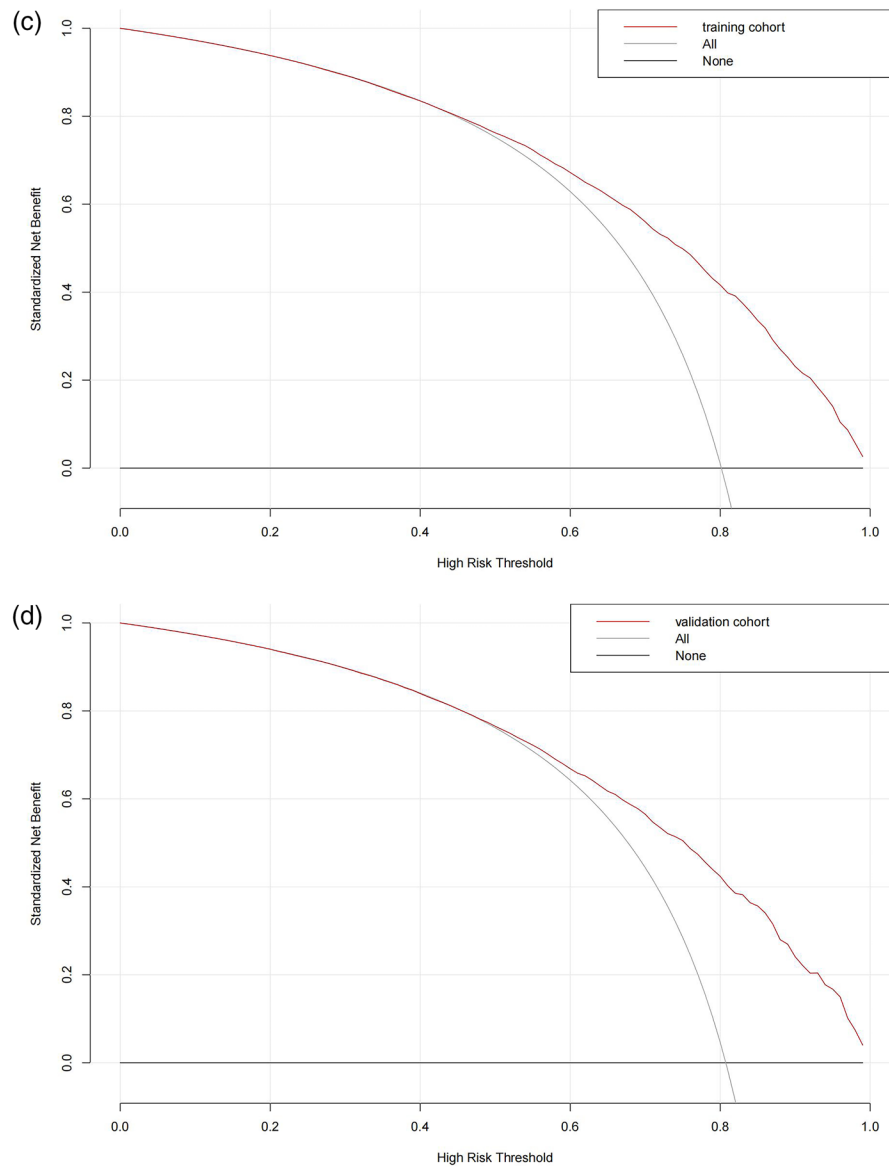 (c)
training cohort
All
None
1.0
0.8
0.6
0.4
0.2
0.0
Standardized Net Benefit
0.0 0.2 0.4 0.6 0.8 1.0
High Risk Threshold
(d)
validation cohort
All
None
1.0
0.8
0.6
0.4
0.2
0.0
Standardized Net Benefit
0.0 0.2 0.4 0.6 0.8 1.0
High Risk Threshold